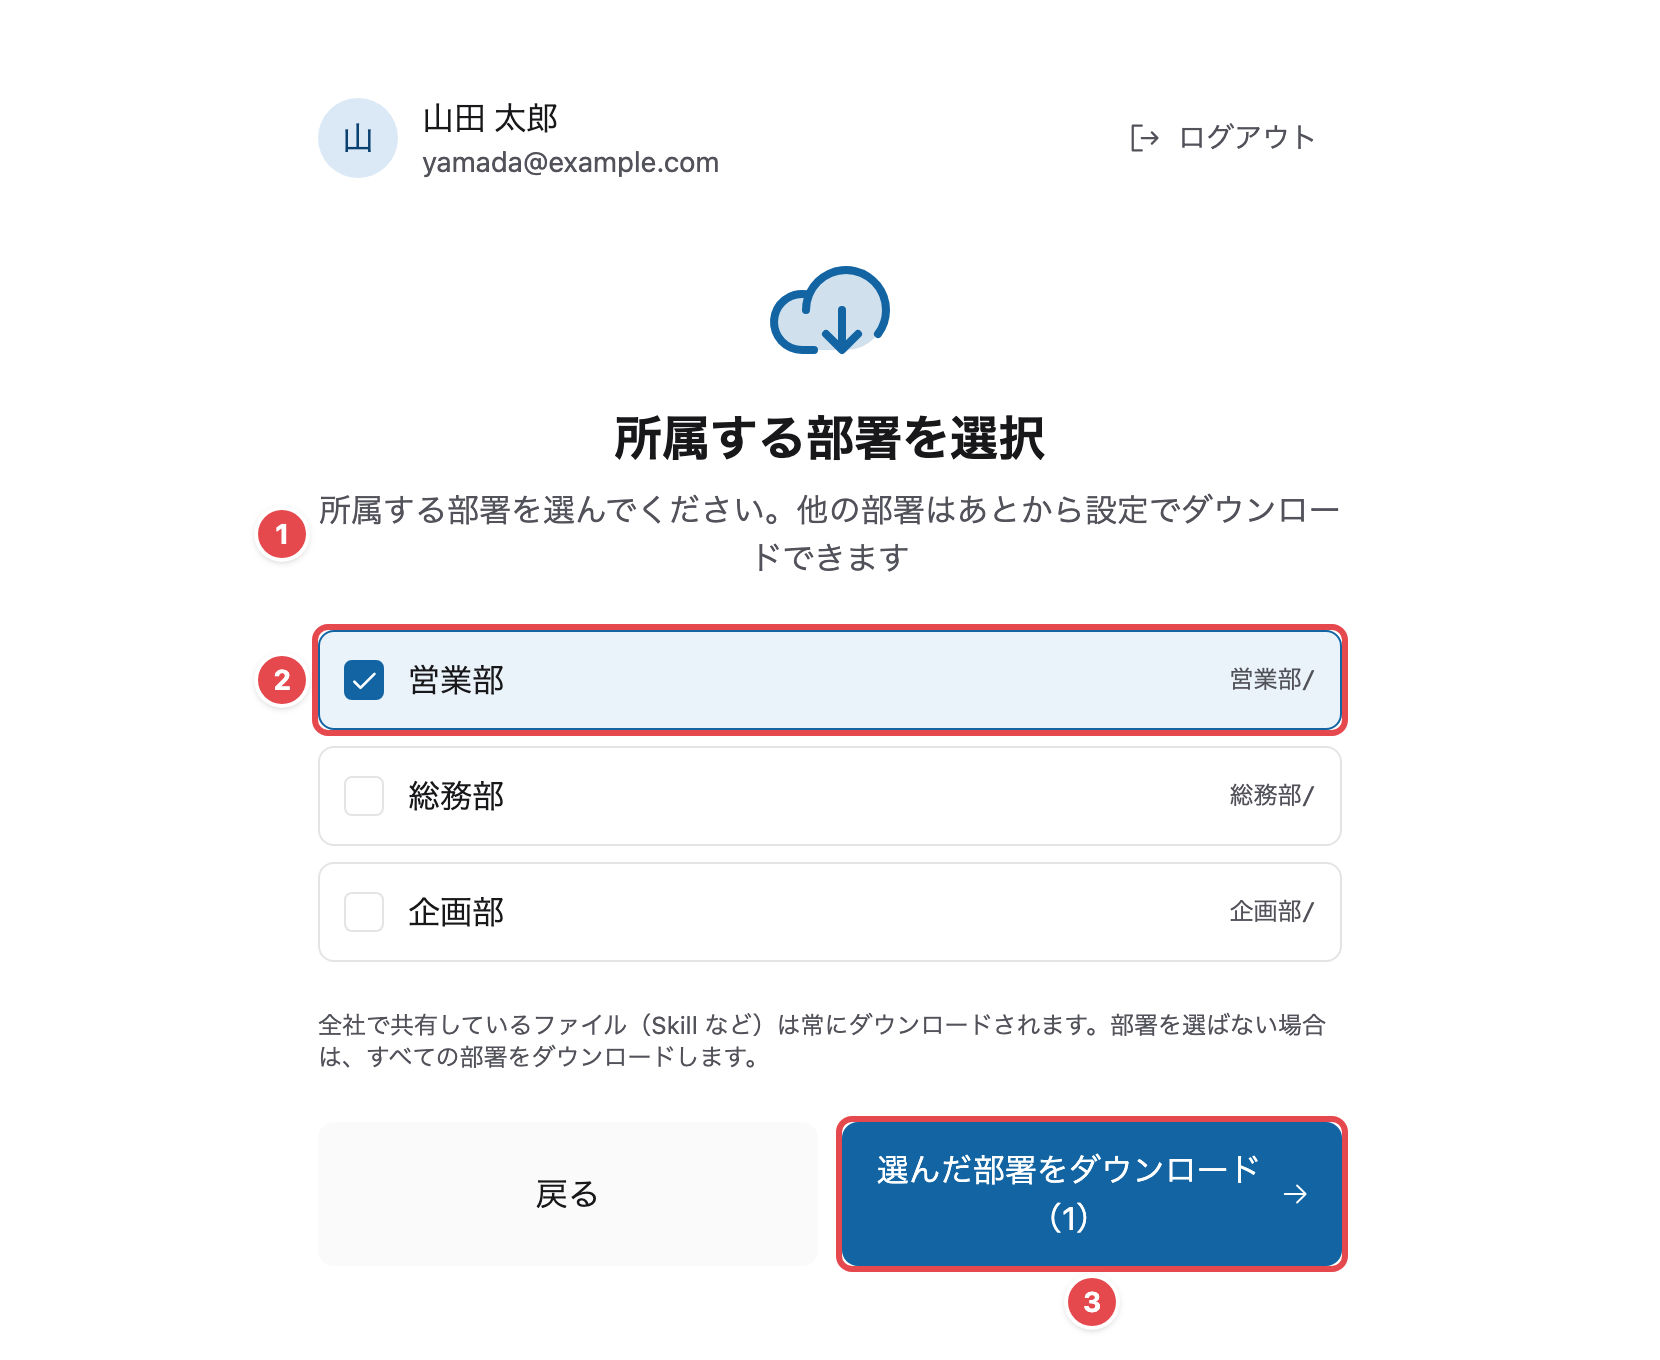 山
山田 太郎
yamada@example.com
ログアウト
所属する部署を選択
1
所属する部署を選んでください。他の部署はあとから設定でダウンロー
ドできます
2
営業部
営業部/
総務部
総務部/
企画部
企画部/
全社で共有しているファイル（Skill など）は常にダウンロードされます。部署を選ばない場合
は、すべての部署をダウンロードします。
戻る
選んだ部署をダウンロード
（1）
3